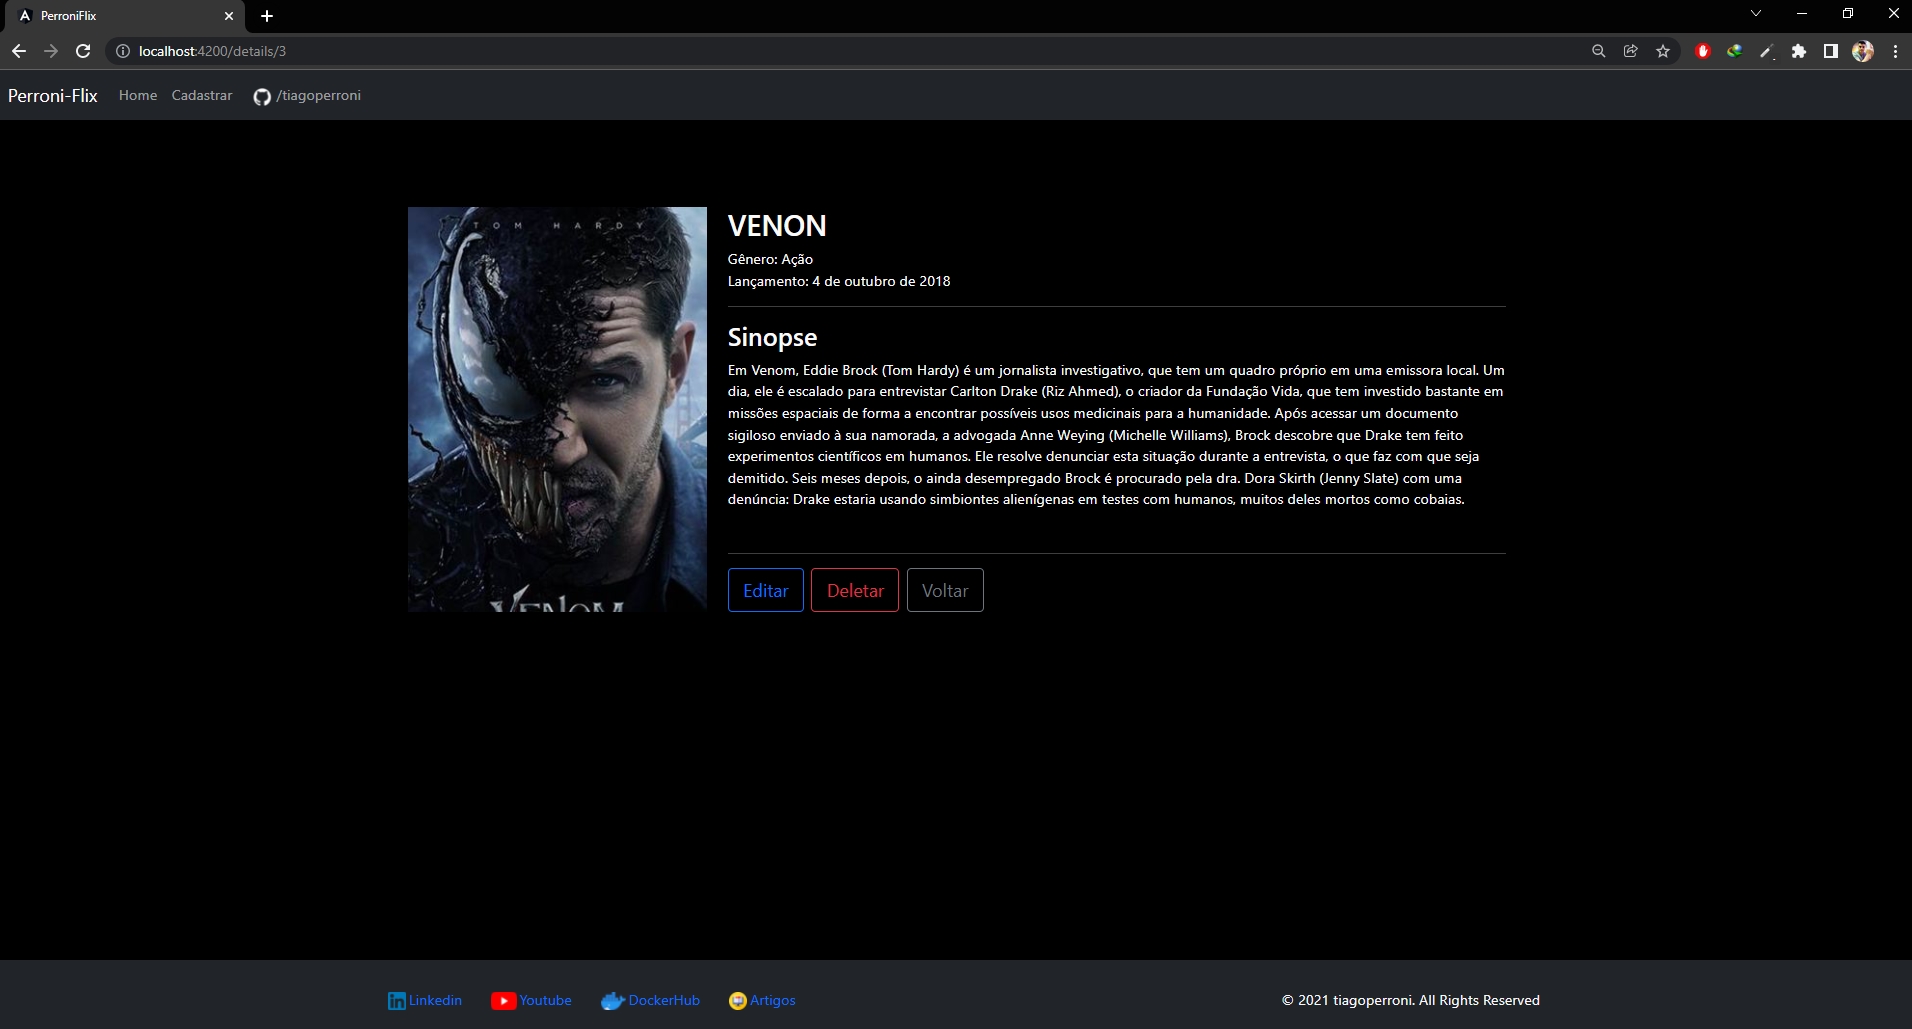 PerroniFlix
localhost:4200/details/3
Perroni-Flix Home Cadastrar /tiagoperroni
TOM HARDY
VENOM
VENON
Gênero: Ação
Lançamento: 4 de outubro de 2018
Sinopse
Em Venom, Eddie Brock (Tom Hardy) é um jornalista investigativo, que tem um quadro próprio em uma emissora local. Um
dia, ele é escalado para entrevistar Carlton Drake (Riz Ahmed), o criador da Fundação Vida, que tem investido bastante em
missões espaciais de forma a encontrar possíveis usos medicinais para a humanidade. Após acessar um documento
sigiloso enviado à sua namorada, a advogada Anne Weying (Michelle Williams), Brock descobre que Drake tem feito
experimentos científicos em humanos. Ele resolve denunciar esta situação durante a entrevista, o que faz com que seja
demitido. Seis meses depois, o ainda desempregado Brock é procurado pela dra. Dora Skirth (Jenny Slate) com uma
denúncia: Drake estaria usando simbiontes alienígenas em testes com humanos, muitos deles mortos como cobaias.
Editar Deletar Voltar
Linkedin Youtube DockerHub Artigos © 2021 tiagoperroni. All Rights Reserved